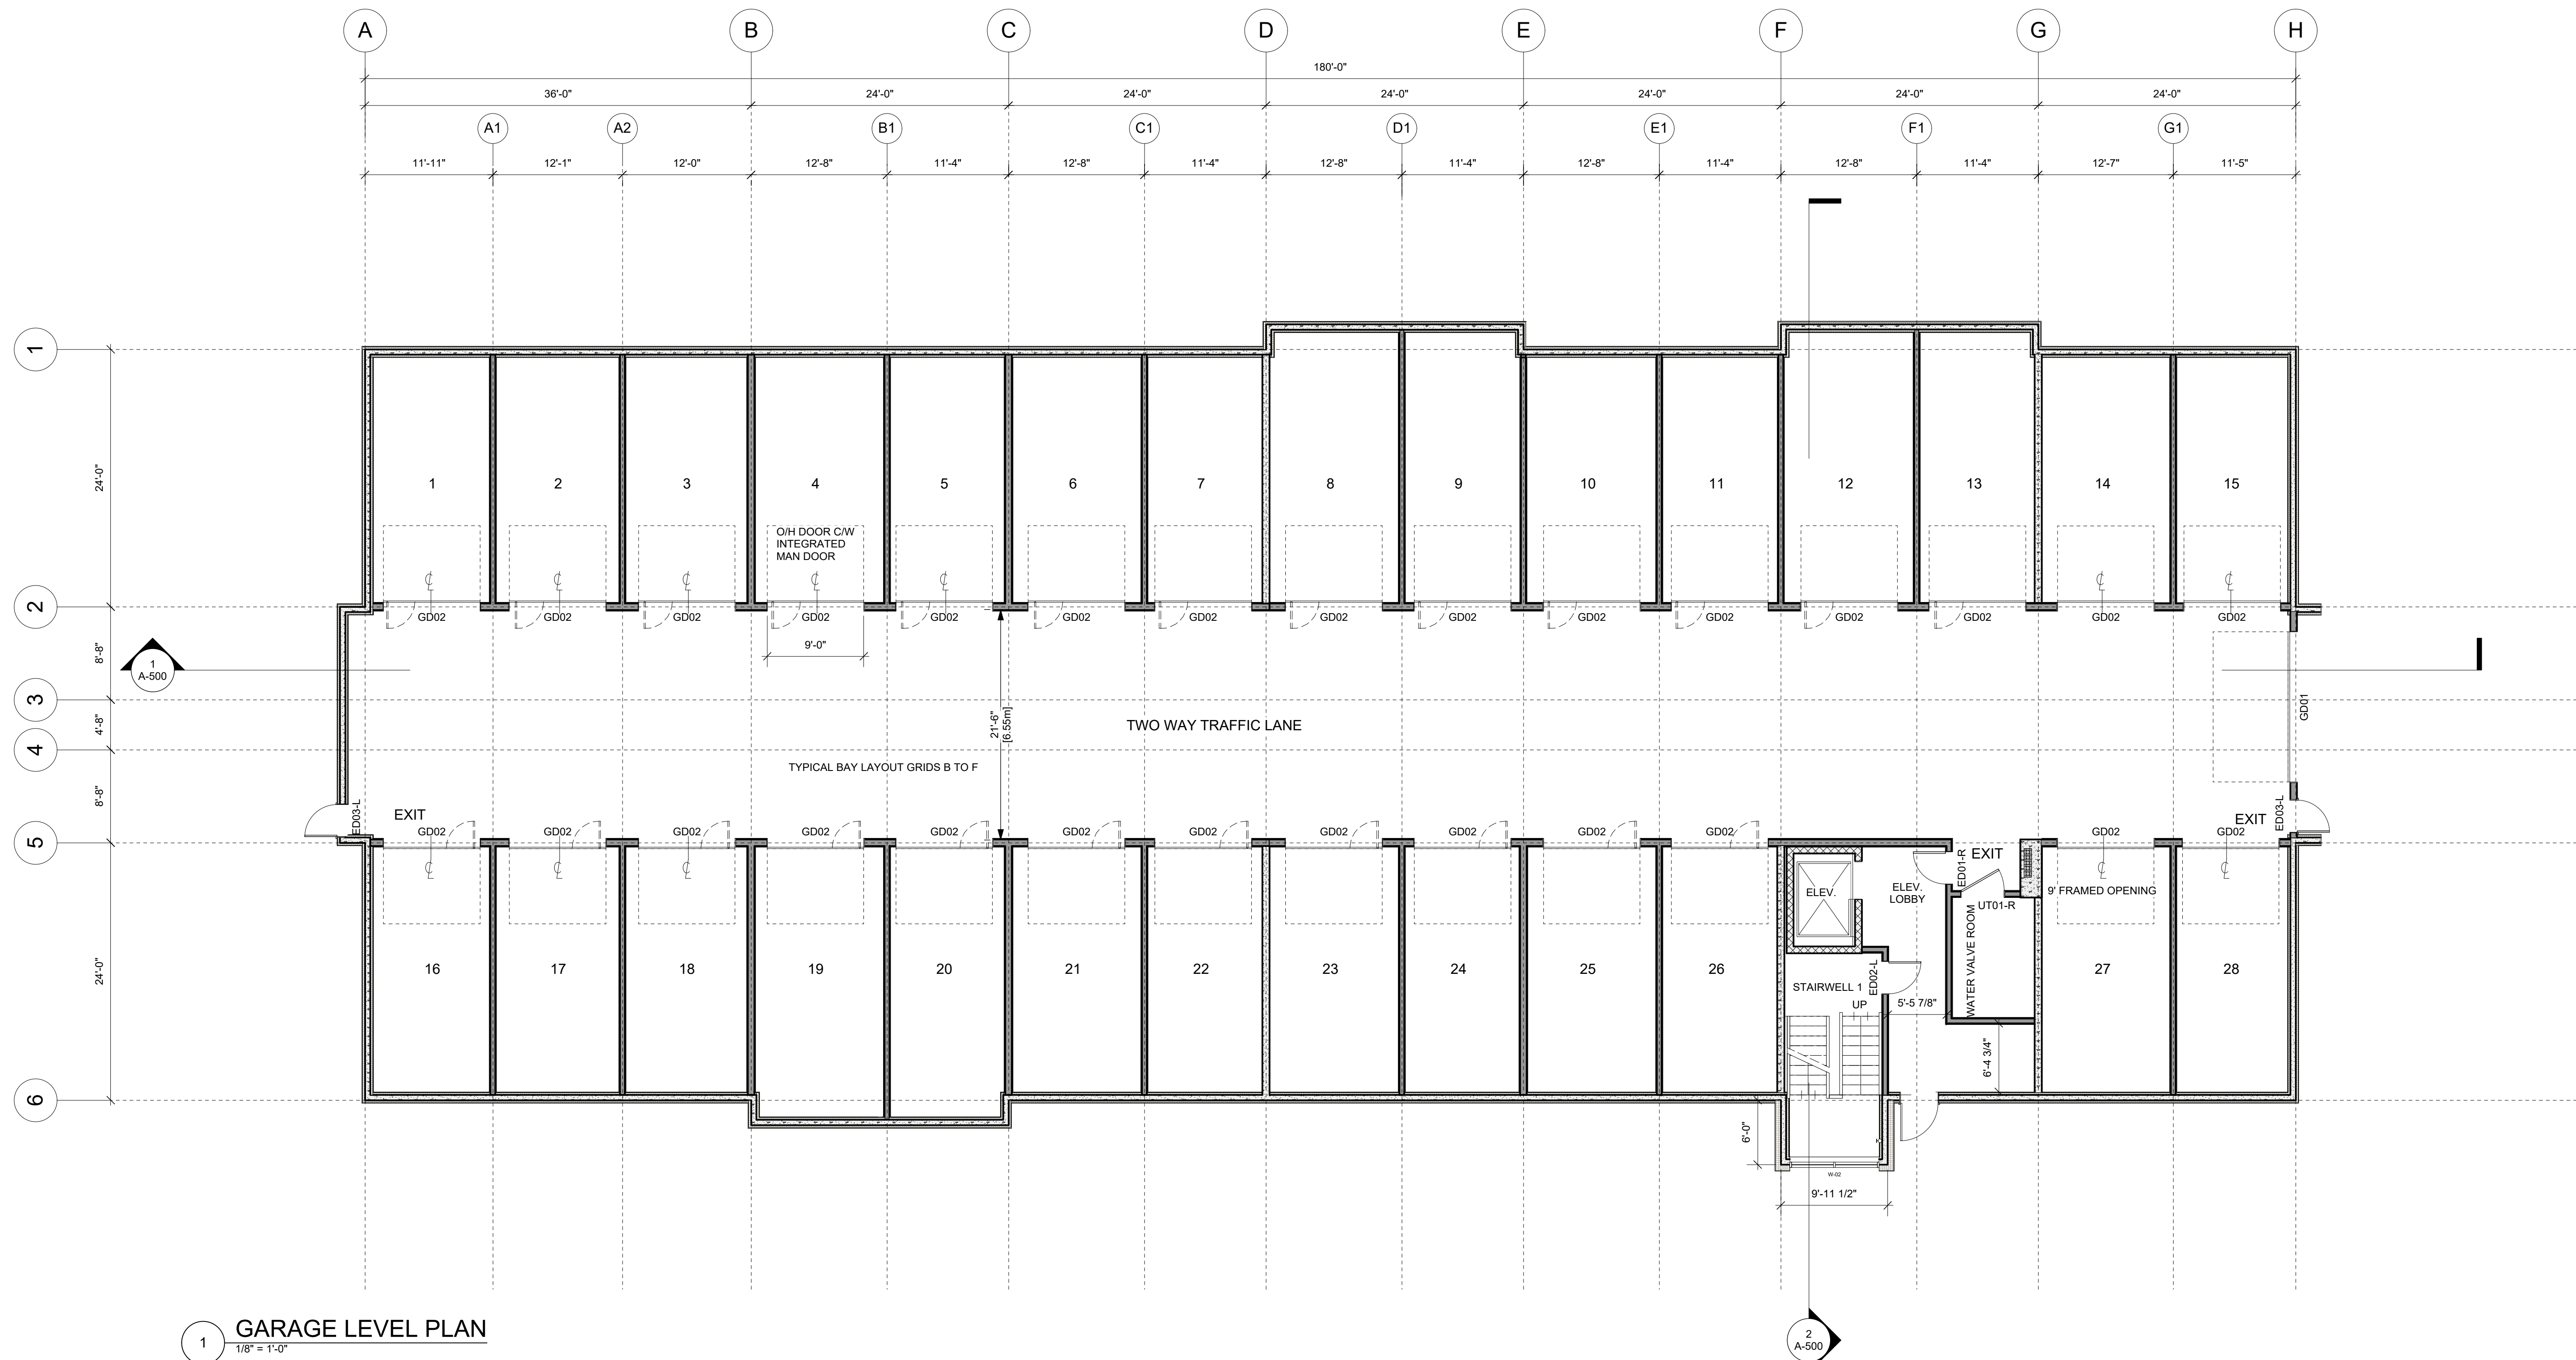 A B C D E F G H
180'-0"
36'-0" 24'-0" 24'-0" 24'-0" 24'-0" 24'-0" 24'-0"
A1 A2 B1 C1 D1 E1 F1 G1
11'-11" 12'-1" 12'-0" 12'-8" 11'-4" 12'-8" 11'-4" 12'-8" 11'-4" 12'-8" 11'-4" 12'-8" 11'-4" 12'-7" 11'-5"
1
24'-0"
1 2 3 4 5 6 7 8 9 10 11 12 13 14 15
O/H DOOR C/W
INTEGRATED
MAN DOOR
℄ ℄ ℄ ℄ ℄ ℄ ℄
2
GD02 GD02 GD02 GD02 GD02 GD02 GD02 GD02 GD02 GD02 GD02 GD02 GD02 GD02 GD02
9'-0"
8'-8"
1
A-500
3
4'-8"
21'-6"
[6.55m]
TWO WAY TRAFFIC LANE
GD01
4
TYPICAL BAY LAYOUT GRIDS B TO F
8'-8"
ED03-L
EXIT
EXIT
ED03-L
5
GD02 GD02 GD02 GD02 GD02 GD02 GD02 GD02 GD02 GD02 GD02 GD02 GD02
℄ ℄ ℄ ℄ ℄
ED01-R
EXIT
ELEV.
ELEV.
LOBBY
9' FRAMED OPENING
UT01-R
WATER VALVE ROOM
24'-0"
16 17 18 19 20 21 22 23 24 25 26 27 28
ED02-L
STAIRWELL 1
UP
5'-5 7/8"
6'-4 3/4"
6
6'-0"
W-02
9'-11 1/2"
2
A-500
1
GARAGE LEVEL PLAN
1/8" = 1'-0"